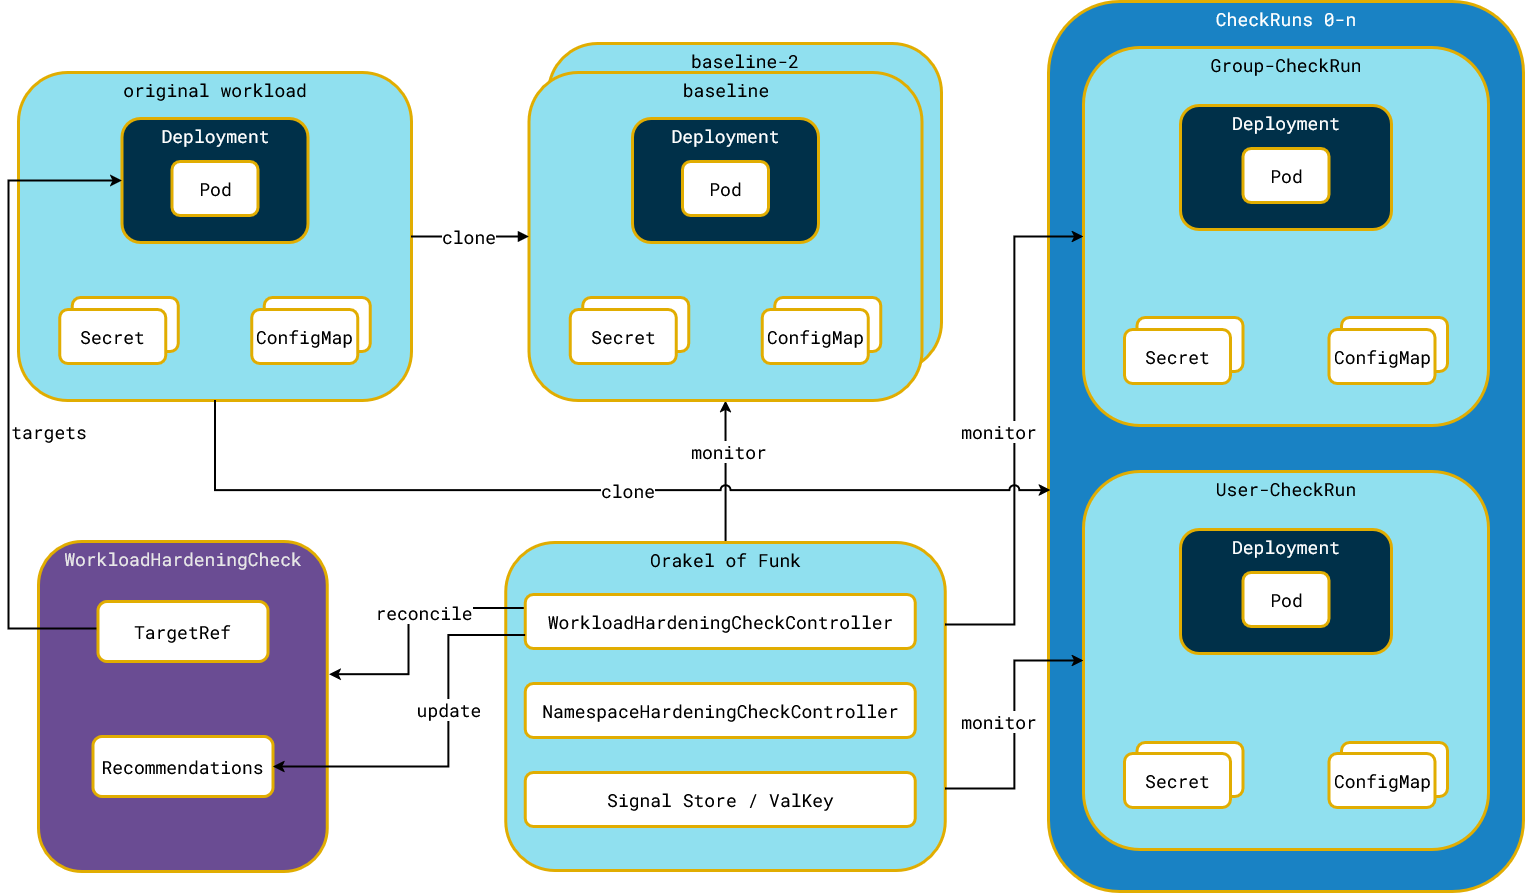 CheckRuns 0-n
baseline-2
original workload
baseline
Group-CheckRun
Deployment
Pod
Deployment
Pod
Deployment
Pod
clone
Secret
ConfigMap
Secret
ConfigMap
Secret
ConfigMap
targets
monitor
monitor
clone
User-CheckRun
Deployment
Pod
WorkloadHardeningCheck
TargetRef
Recommendations
reconcile
update
Orakel of Funk
WorkloadHardeningCheckController
NamespaceHardeningCheckController
Signal Store / ValKey
monitor
Secret
ConfigMap